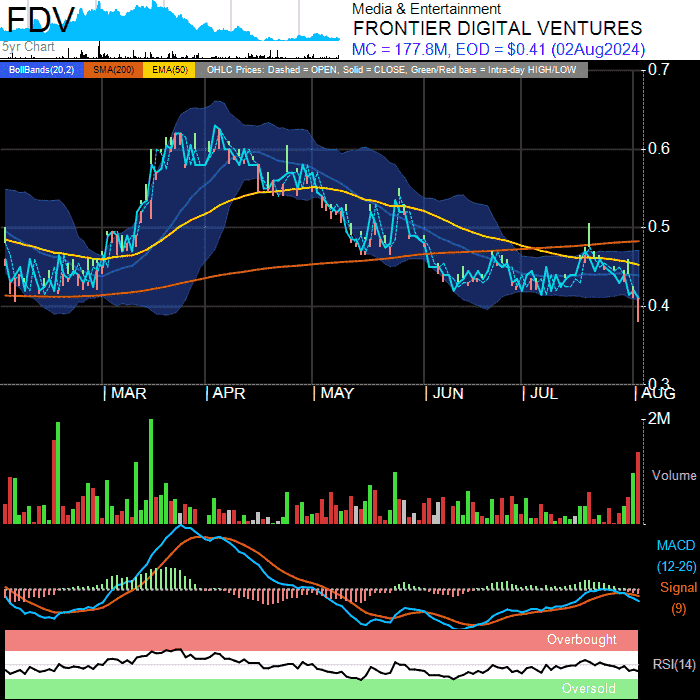 FDV
5yr Chart
Media & Entertainment
FRONTIER DIGITAL VENTURES
MC = 177.8M, EOD = $0.41 (02Aug2024)
BollBands(20,2) SMA(200) EMA(50) OHLC Prices: Dashed = OPEN, Solid = CLOSE, Green/Red bars = Intra-day HIGH/LOW
0.7
0.6
0.5
0.4
0.3
MAR APR MAY JUN JUL AUG
2M
Volume
MACD
(12-26)
Signal
(9)
Overbought
RSI(14)
Oversold